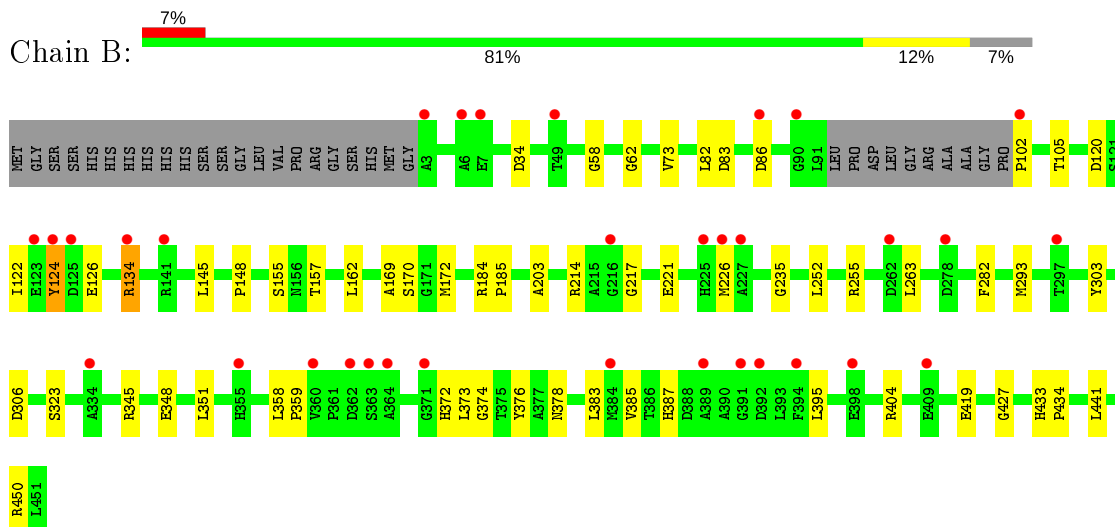 7%
Chain B:
81% 12% 7%
MET GLY SER SER HIS HIS HIS HIS HIS HIS SER SER GLY LEU VAL PRO ARG GLY SER HIS MET GLY A3 A6 E7 D34 T49 G58 G62 V73 L82 D83 D86 G90 L91 LEU PRO ASP LEU GLY ARG ALA ALA GLY PRO P102 T105 D120 S121
I122 E123 Y124 D125 E126 R134 R141 L145 P148 S155 N156 T157 L162 A169 S170 G171 M172 R184 P185 A203 R214 A215 G216 G217 E221 H225 M226 A227 G235 L252 R255 D262 L263 D278 F282 M293 T297 Y303
D306 S323 A334 R345 E348 L351 H355 L358 P359 V360 P361 D362 S363 A364 G371 H372 L373 G374 T375 Y376 A377 N378 L383 M384 V385 T386 H387 D388 A389 A390 G391 D392 L393 F394 L395 E398 R404 E409 E419 G427 H433 P434 L441
R450 L451